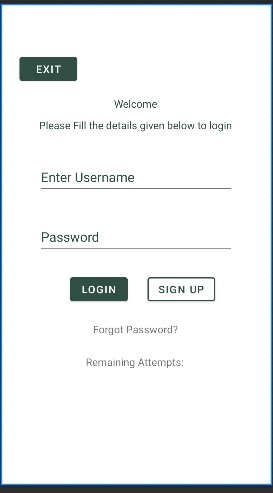 EXIT
Welcome
Please Fill the details given below to login
Enter Username
Password
LOGIN SIGN UP
Forgot Password?
Remaining Attempts: